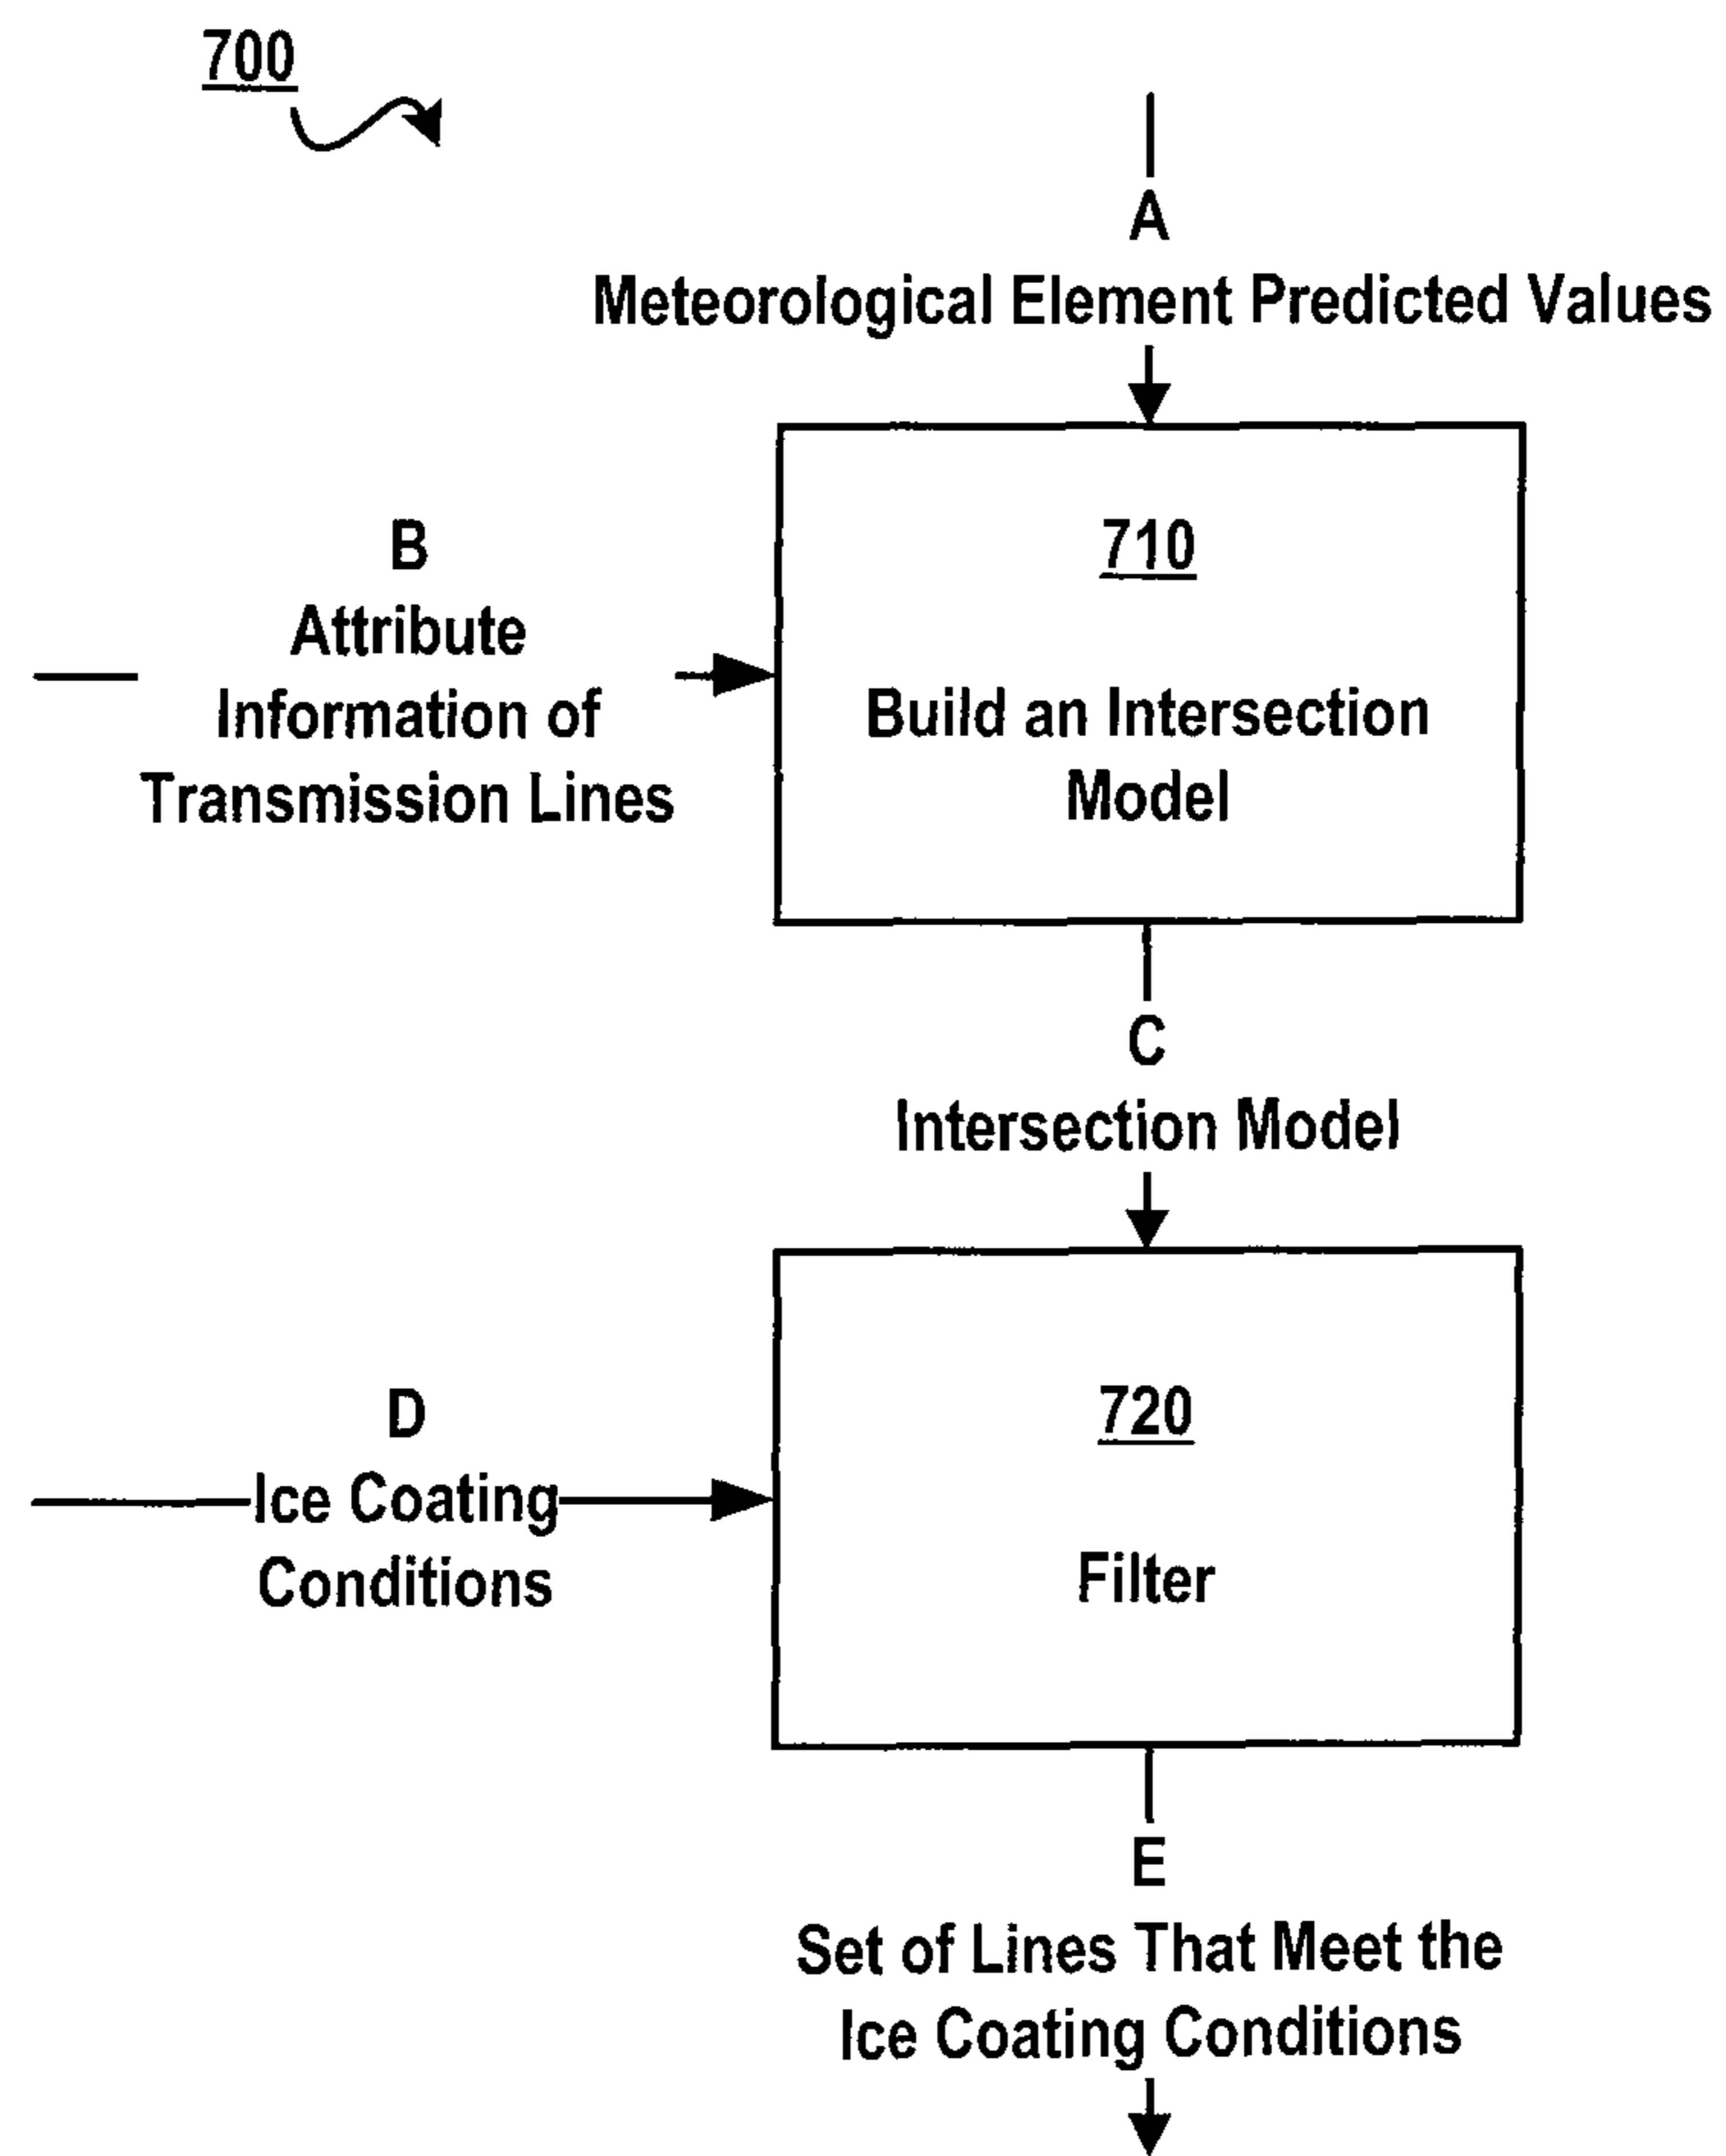 700
A
Meteorological Element Predicted Values
B
Attribute
Information of
Transmission Lines
710
Build an Intersection
Model
C
Intersection Model
D
Ice Coating
Conditions
720
Filter
E
Set of Lines That Meet the
Ice Coating Conditions